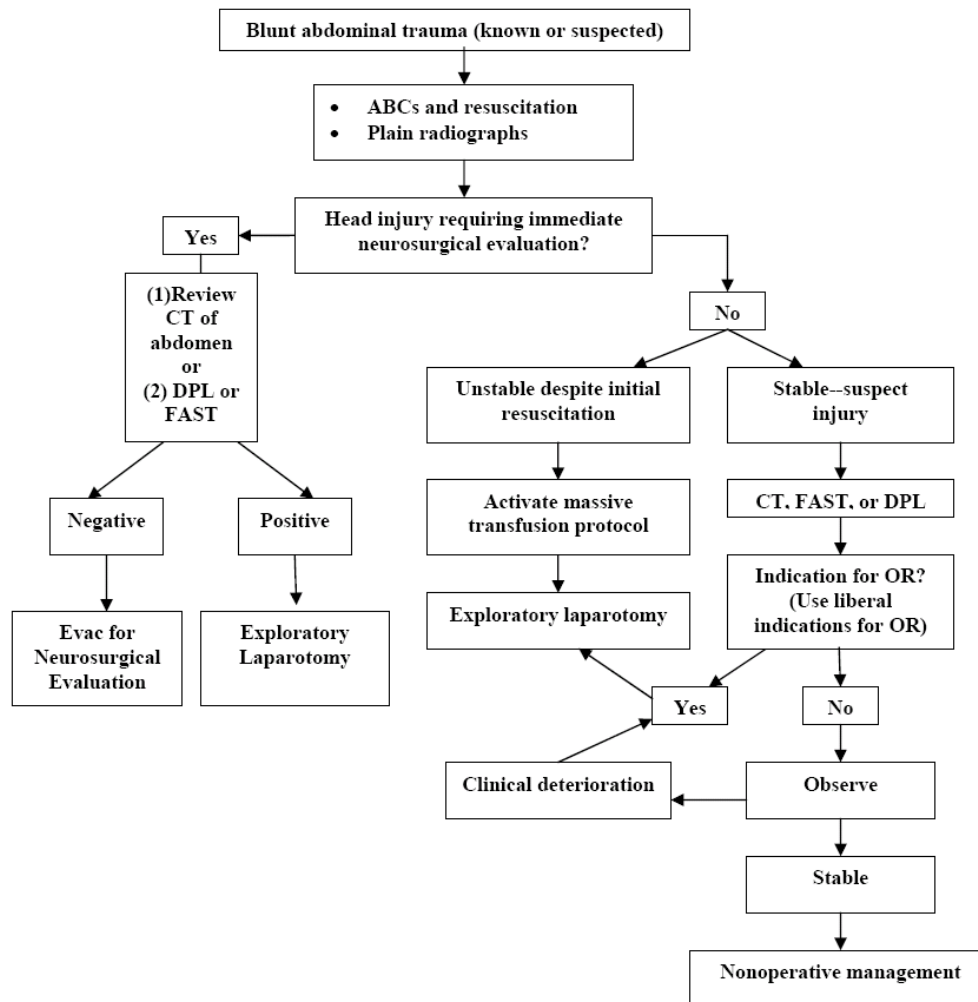 Blunt abdominal trauma (known or suspected)
• ABCs and resuscitation
• Plain radiographs
Head injury requiring immediate
neurosurgical evaluation?
Yes
(1)Review
CT of
abdomen
or
(2) DPL or
FAST
Negative
Positive
Evac for
Neurosurgical
Evaluation
Exploratory
Laparotomy
No
Unstable despite initial
resuscitation
Stable--suspect
injury
Activate massive
transfusion protocol
CT, FAST, or DPL
Exploratory laparotomy
Indication for OR?
(Use liberal
indications for OR)
Yes
No
Clinical deterioration
Observe
Stable
Nonoperative management